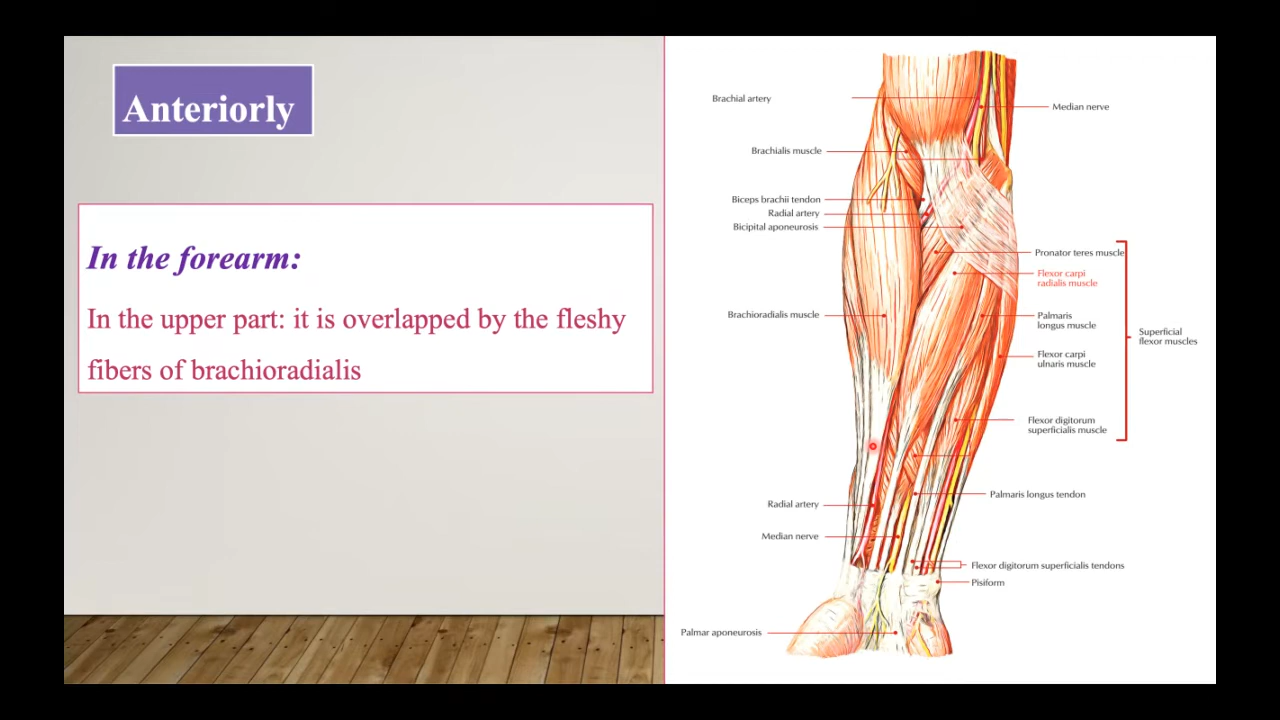 Anteriorly
In the forearm:
In the upper part: it is overlapped by the fleshy
fibers of brachioradialis
Brachial artery
Median nerve
Brachialis muscle
Biceps brachii tendon
Radial artery
Bicipital aponeurosis
Pronator teres muscle
Flexor carpi
radialis muscle
Brachioradialis muscle
Palmaris
longus muscle
Superficial
flexor muscles
Flexor carpi
ulnaris muscle
Flexor digitorum
superficialis muscle
Palmaris longus tendon
Radial artery
Median nerve
Flexor digitorum superficialis tendons
Pisiform
Palmar aponeurosis